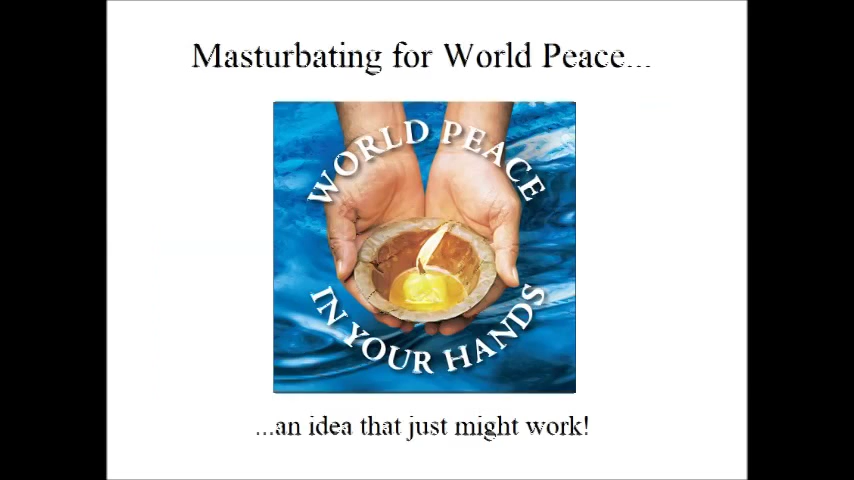 Masturbating for World Peace...
WORLD PEACE
IN YOUR HANDS
...an idea that just might work!